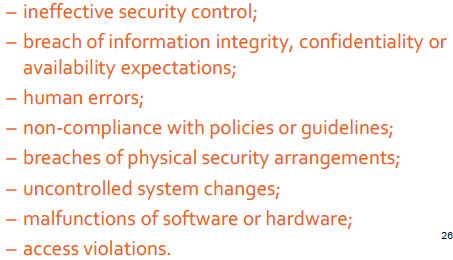 – ineffective security control;
– breach of information integrity, confidentiality or
availability expectations;
– human errors;
– non-compliance with policies or guidelines;
– breaches of physical security arrangements;
– uncontrolled system changes;
– malfunctions of software or hardware;
26
– access violations.